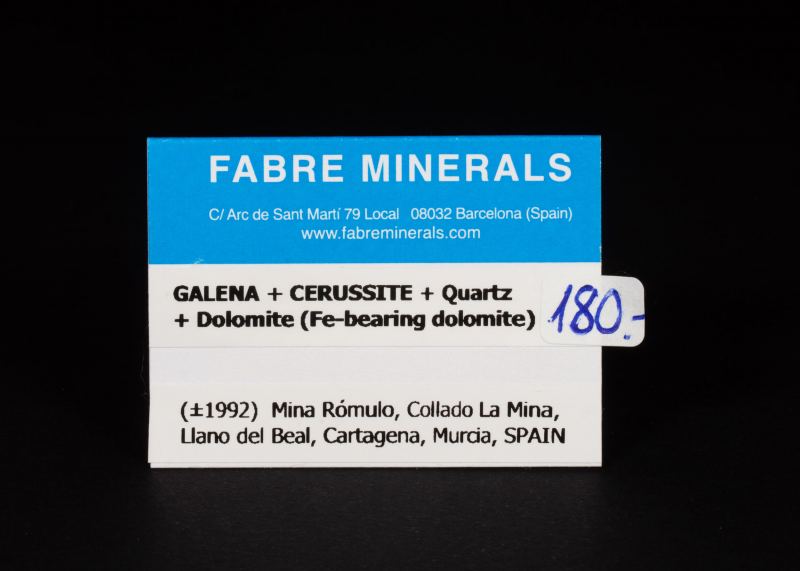 FABRE MINERALS
C/ Arc de Sant Martí 79 Local 08032 Barcelona (Spain)
www.fabreminerals.com
GALENA + CERUSSITE + Quartz
+ Dolomite (Fe-bearing dolomite)
180.-
(±1992) Mina Rómulo, Collado La Mina,
Llano del Beal, Cartagena, Murcia, SPAIN